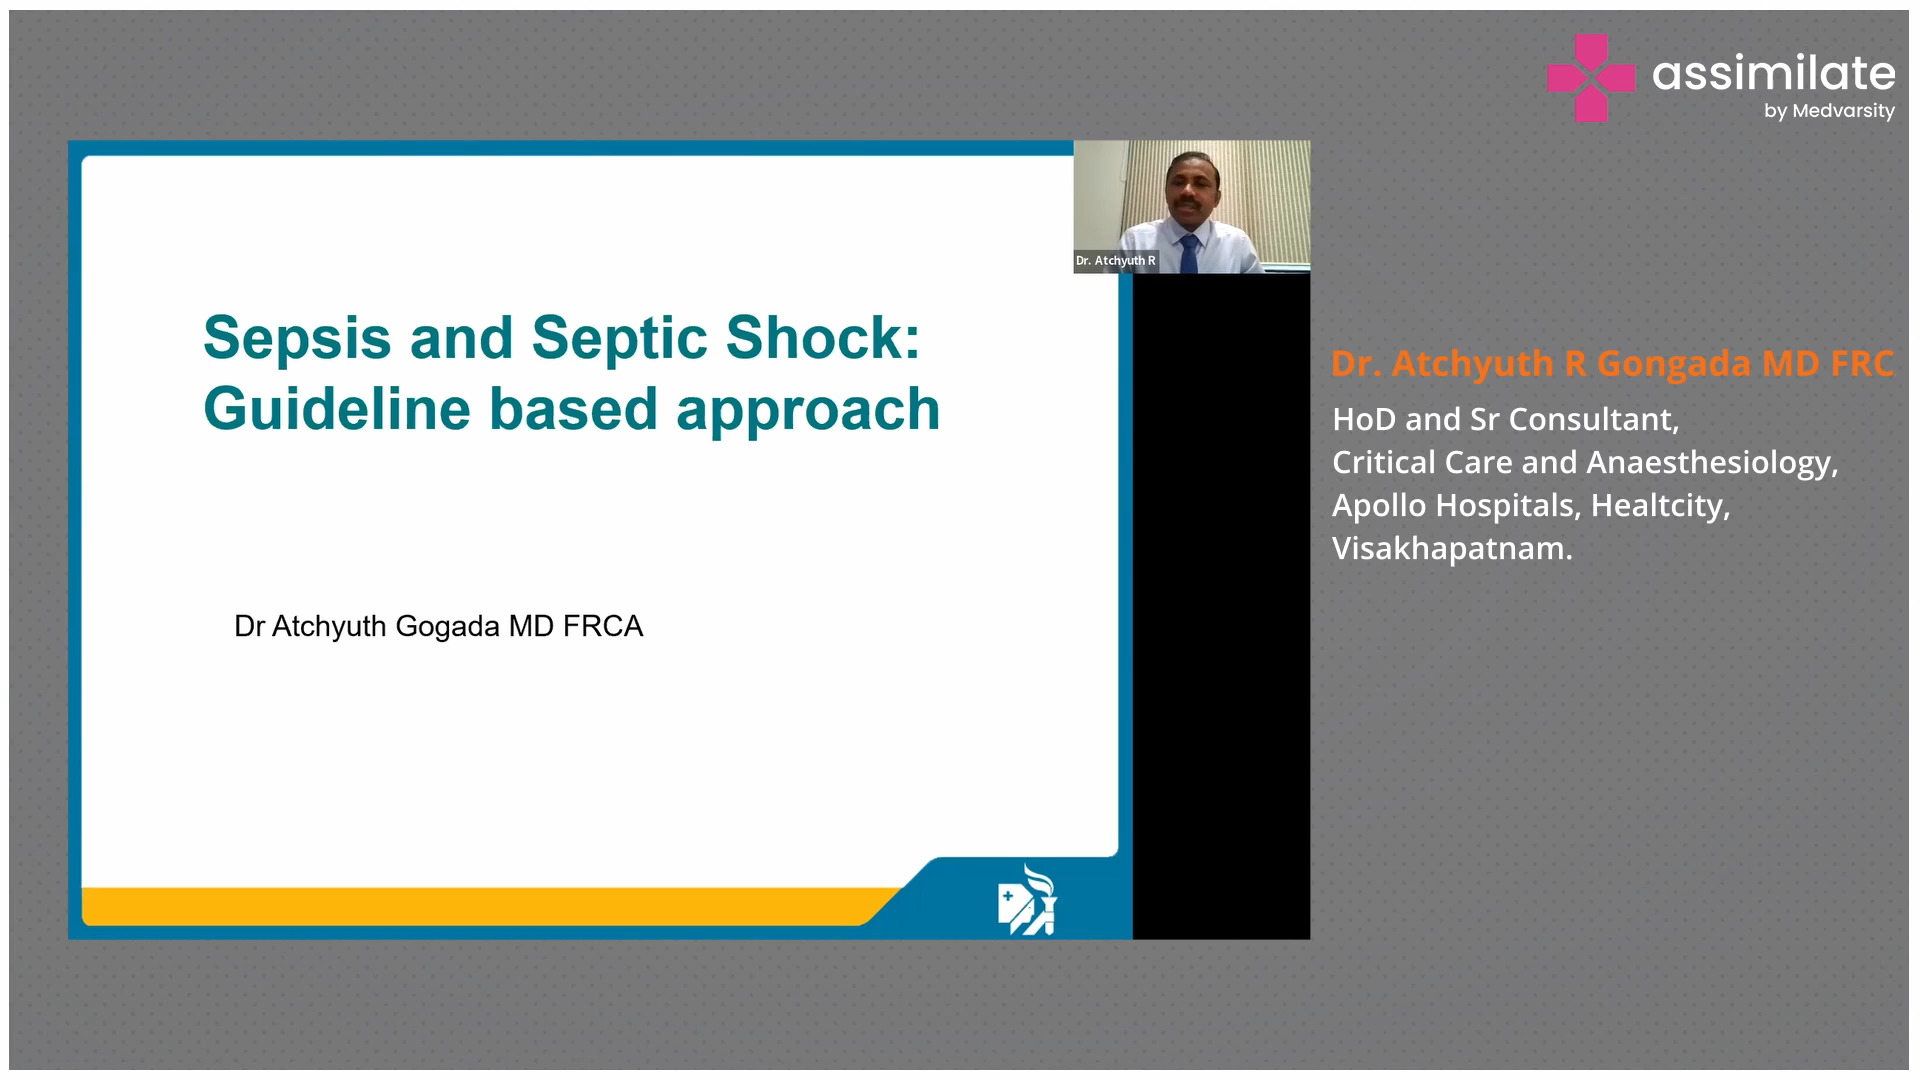 assimilate
by Medvarsity
Dr. Atchyuth R
Sepsis and Septic Shock:
Guideline based approach
Dr Atchyuth Gogada MD FRCA
Dr. Atchyuth R Gongada MD FRC
HoD and Sr Consultant,
Critical Care and Anaesthesiology,
Apollo Hospitals, Healtcity,
Visakhapatnam.